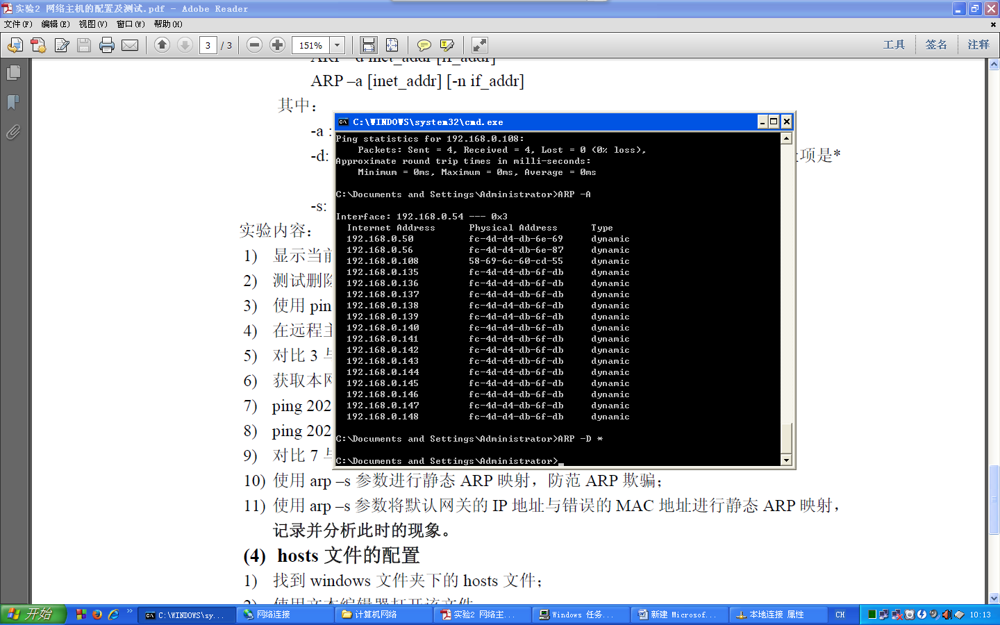 实验2 网络主机的配置及测试.pdf - Adobe Reader
文件(F) 编辑(E) 视图(V) 窗口(W) 帮助(H)
3 / 3 151% 工具 签名 注释
ARP –d inet_addr [if_addr]
ARP –a [inet_addr] [-n if_addr]
其中：
-a :
-d: 项是*
-s:
实验内容：
1) 显示当前
2) 测试删除
3) 使用 pin
4) 在远程主
5) 对比 3 与
6) 获取本网
7) ping 202
8) ping 202
9) 对比 7 与
10) 使用 arp –s 参数进行静态 ARP 映射，防范 ARP 欺骗；
11) 使用 arp –s 参数将默认网关的 IP 地址与错误的 MAC 地址进行静态 ARP 映射，
记录并分析此时的现象。
(4) hosts 文件的配置
1) 找到 windows 文件夹下的 hosts 文件；
2) 使用文本编辑器打开该文件
C:\WINDOWS\system32\cmd.exe
Ping statistics for 192.168.0.108:
Packets: Sent = 4, Received = 4, Lost = 0 (0% loss),
Approximate round trip times in milli-seconds:
Minimum = 0ms, Maximum = 0ms, Average = 0ms
C:\Documents and Settings\Administrator>ARP -A
Interface: 192.168.0.54 --- 0x3
Internet Address Physical Address Type
192.168.0.50 fc-4d-d4-db-6e-69 dynamic
192.168.0.56 fc-4d-d4-db-6e-87 dynamic
192.168.0.108 58-69-6c-60-cd-55 dynamic
192.168.0.135 fc-4d-d4-db-6f-db dynamic
192.168.0.136 fc-4d-d4-db-6f-db dynamic
192.168.0.137 fc-4d-d4-db-6f-db dynamic
192.168.0.138 fc-4d-d4-db-6f-db dynamic
192.168.0.139 fc-4d-d4-db-6f-db dynamic
192.168.0.140 fc-4d-d4-db-6f-db dynamic
192.168.0.141 fc-4d-d4-db-6f-db dynamic
192.168.0.142 fc-4d-d4-db-6f-db dynamic
192.168.0.143 fc-4d-d4-db-6f-db dynamic
192.168.0.144 fc-4d-d4-db-6f-db dynamic
192.168.0.145 fc-4d-d4-db-6f-db dynamic
192.168.0.146 fc-4d-d4-db-6f-db dynamic
192.168.0.147 fc-4d-d4-db-6f-db dynamic
192.168.0.148 fc-4d-d4-db-6f-db dynamic
C:\Documents and Settings\Administrator>ARP -D *
C:\Documents and Settings\Administrator>
开始 C:\WINDOWS\sy... 网络连接 计算机网络 实验2 网络主... Windows 任务... 新建 Microsof... 本地连接 属性 CH 10:13